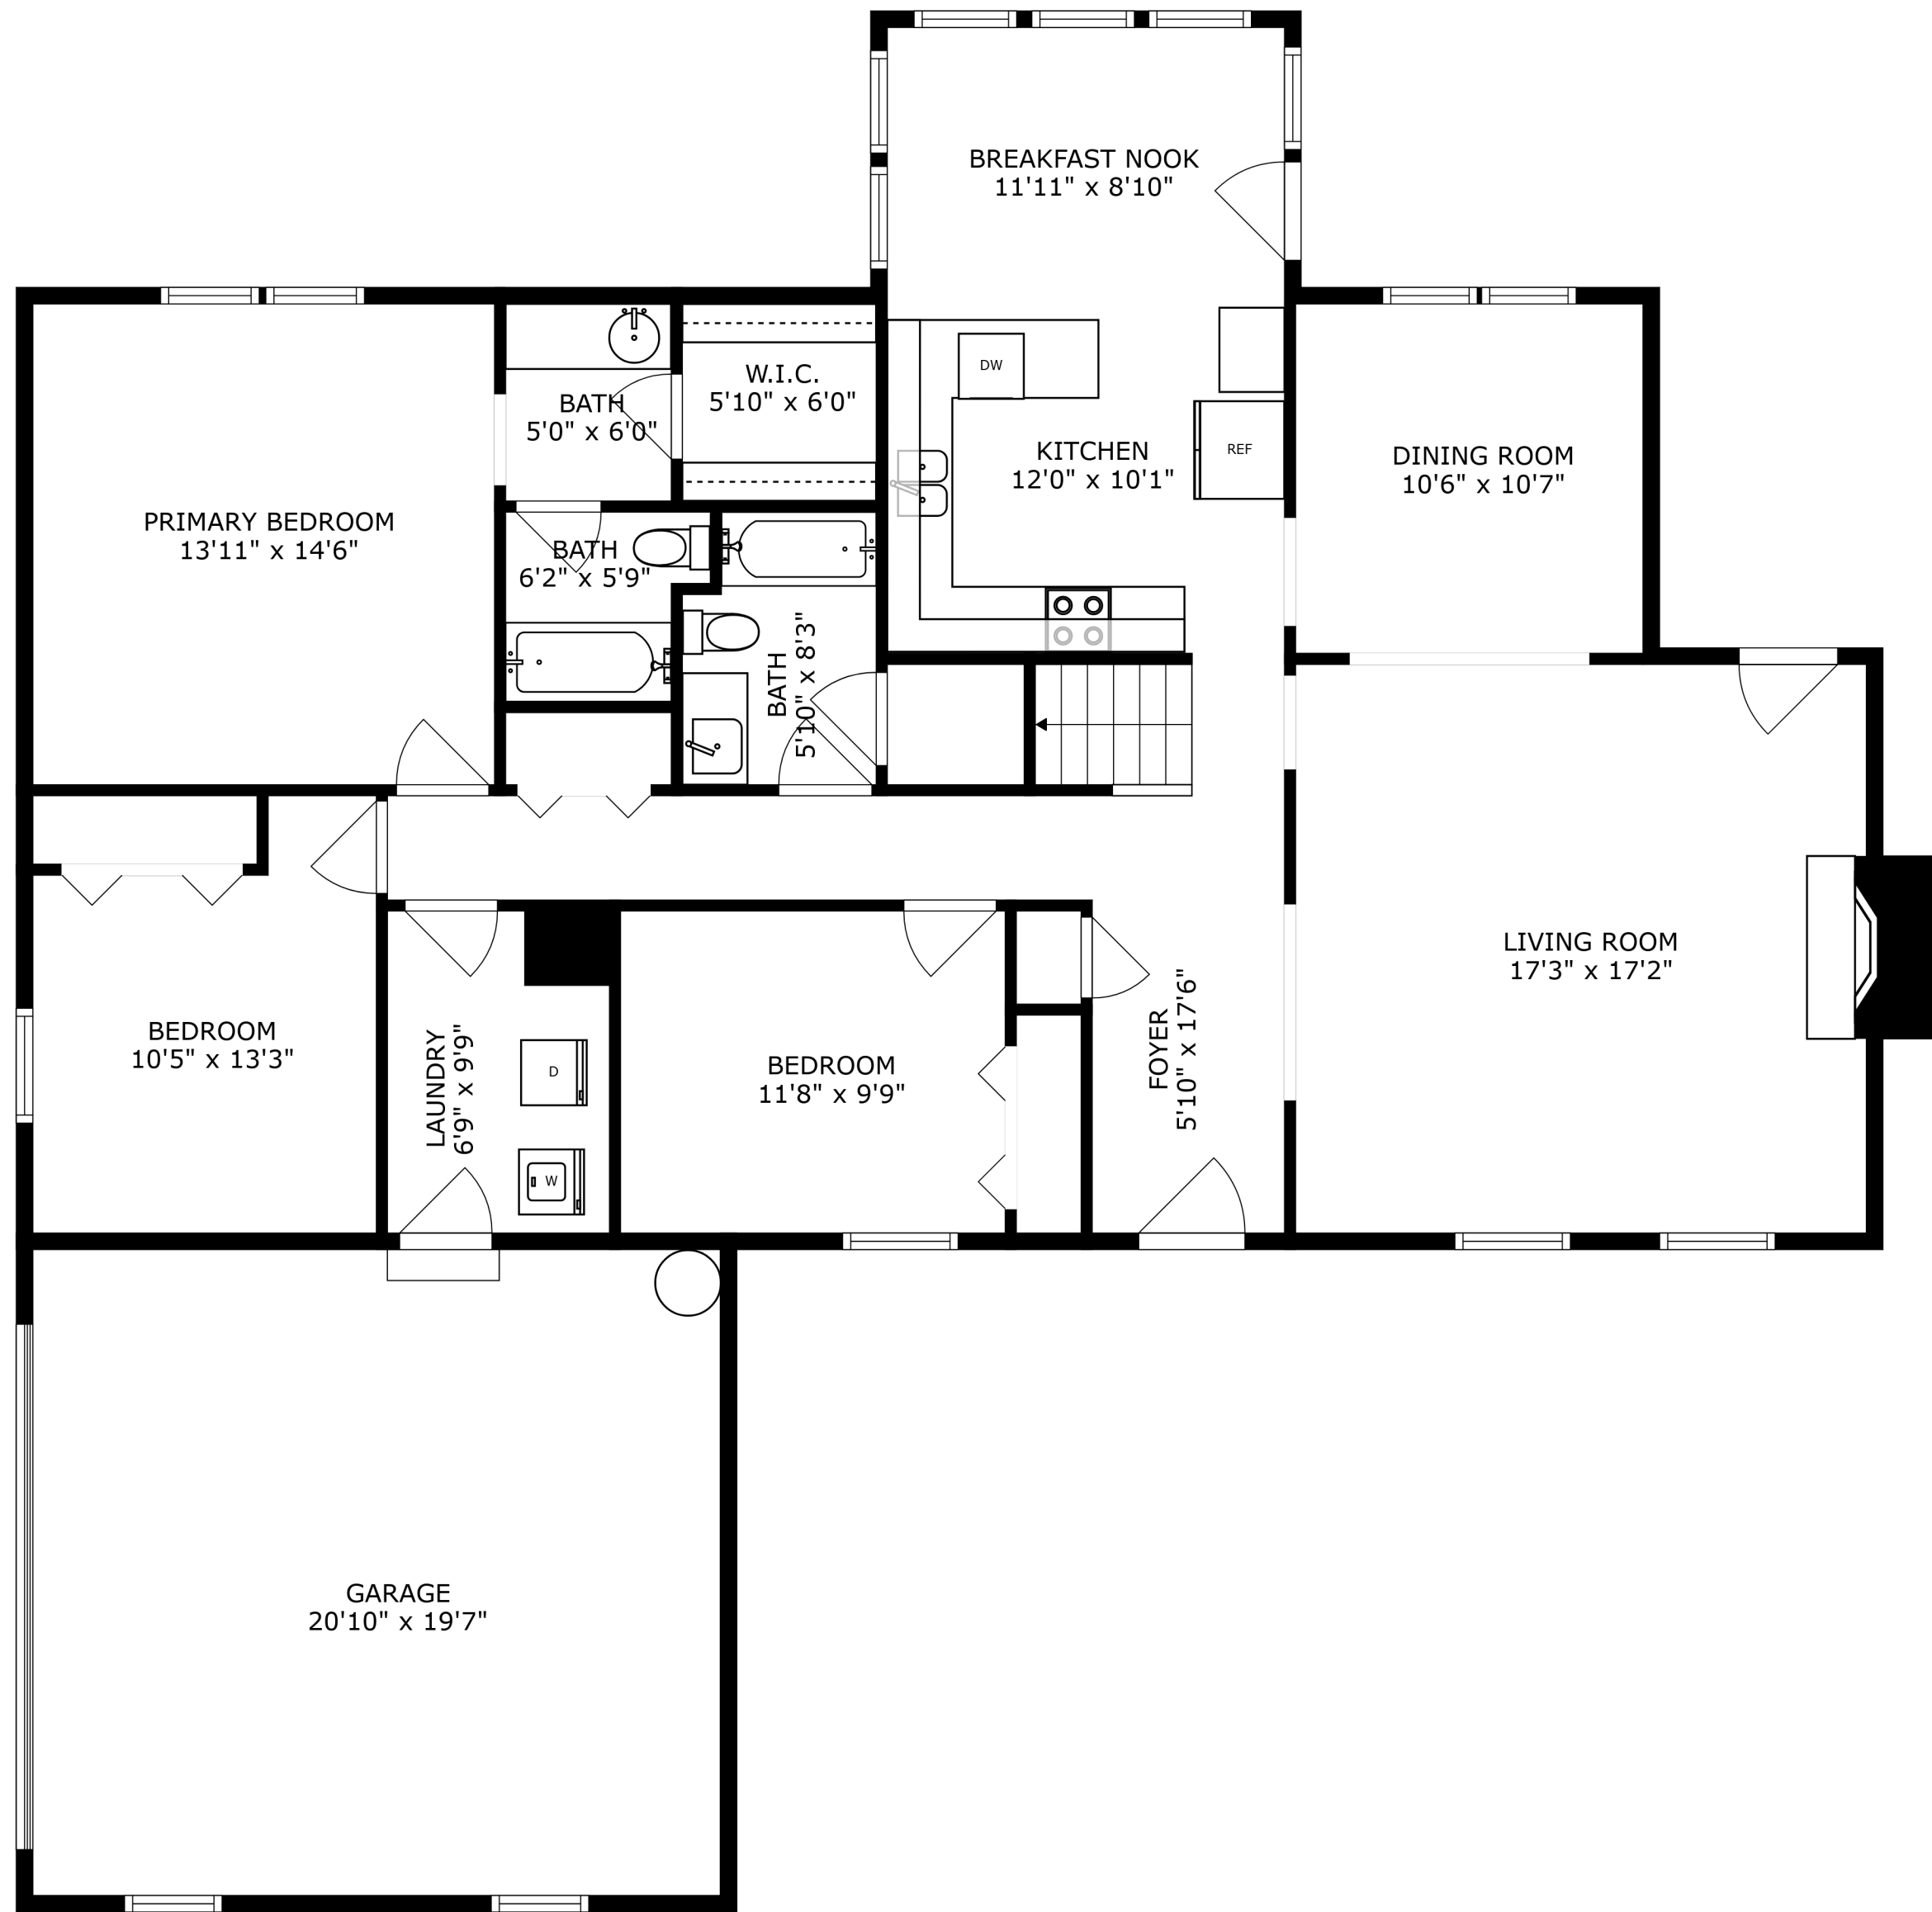 BREAKFAST NOOK
11'11" x 8'10"
DW
W.I.C.
5'10" x 6'0"
BATH
5'0" x 6'0"
KITCHEN
12'0" x 10'1"
REF
DINING ROOM
10'6" x 10'7"
PRIMARY BEDROOM
13'11" x 14'6"
BATH
6'2" x 5'9"
BATH
5'10" x 8'3"
LIVING ROOM
17'3" x 17'2"
BEDROOM
10'5" x 13'3"
LAUNDRY
6'9" x 9'9"
D
W
BEDROOM
11'8" x 9'9"
FOYER
5'10" x 17'6"
GARAGE
20'10" x 19'7"